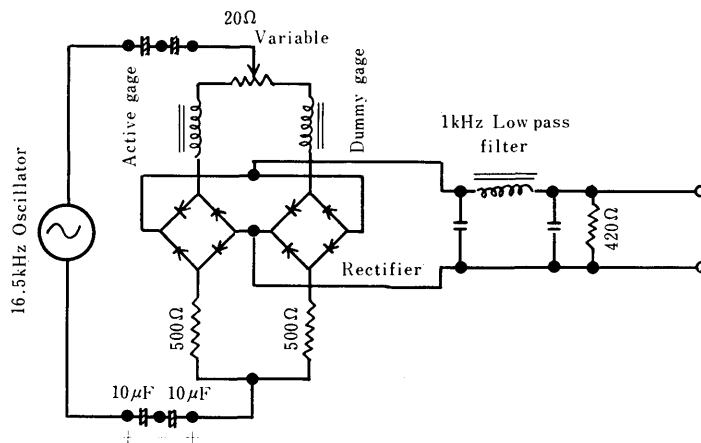 20Ω
Variable
Active gage
Dummy gage
1kHz Low pass
filter
16.5kHz Oscillator
420Ω
Rectifier
500Ω
500Ω
10μF 10μF
+ − +